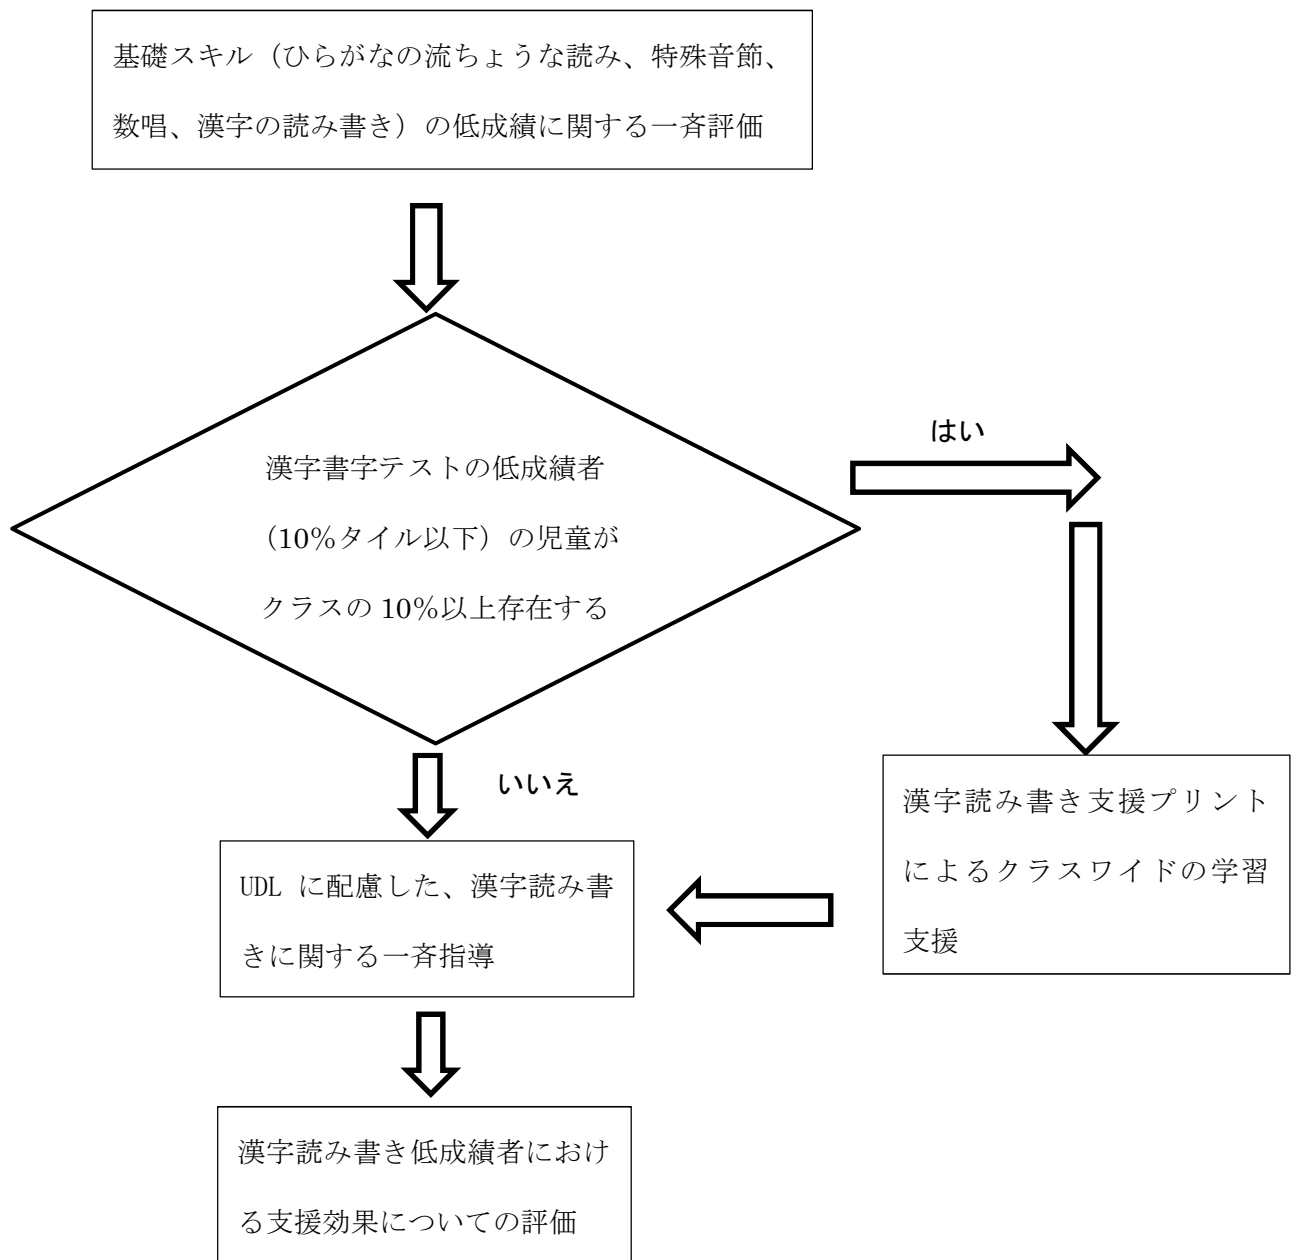 基礎スキル（ひらがなの流ちょうな読み、特殊音節、
数唱、漢字の読み書き）の低成績に関する一斉評価
はい
漢字書字テストの低成績者
（10%タイル以下）の児童が
クラスの 10%以上存在する
いいえ
漢字読み書き支援プリント
によるクラスワイドの学習
支援
UDL に配慮した、漢字読み書
きに関する一斉指導
漢字読み書き低成績者におけ
る支援効果についての評価